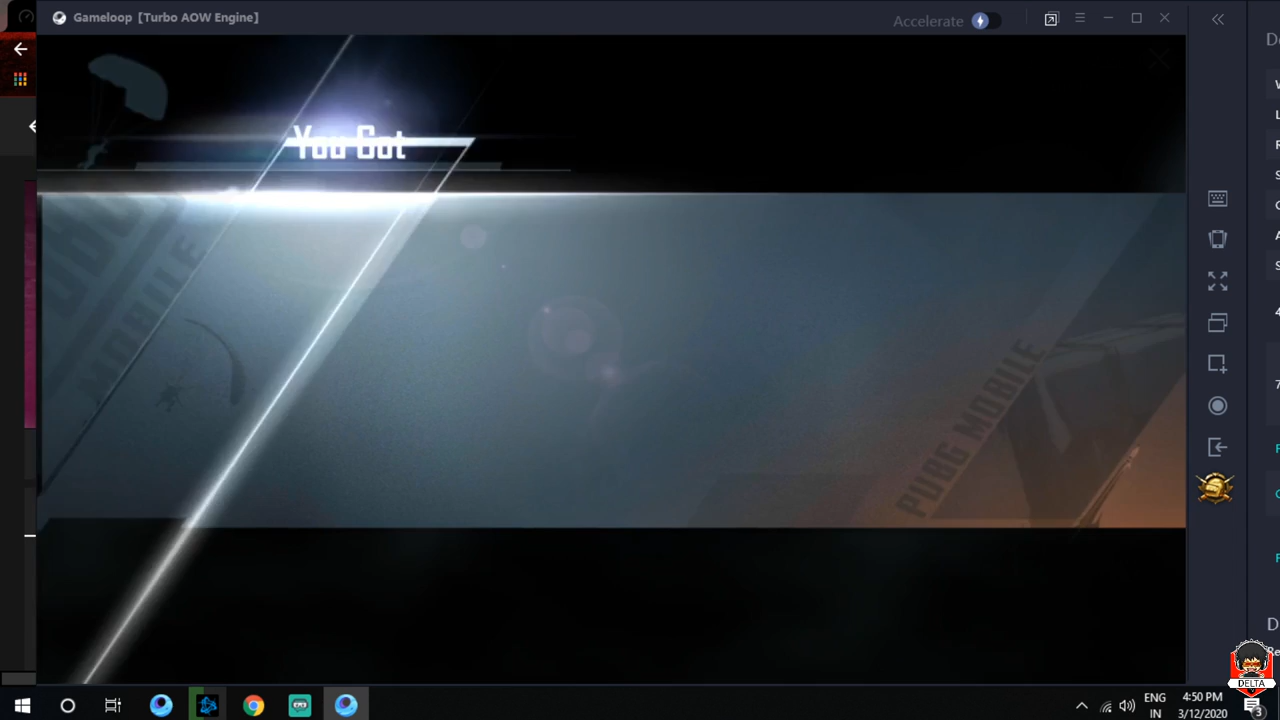 Gameloop [Turbo AOW Engine]
Accelerate
You Got
MOBILE
PUBG MOBILE
DELTA
ENG
IN
4:50 PM
3/12/2020
3